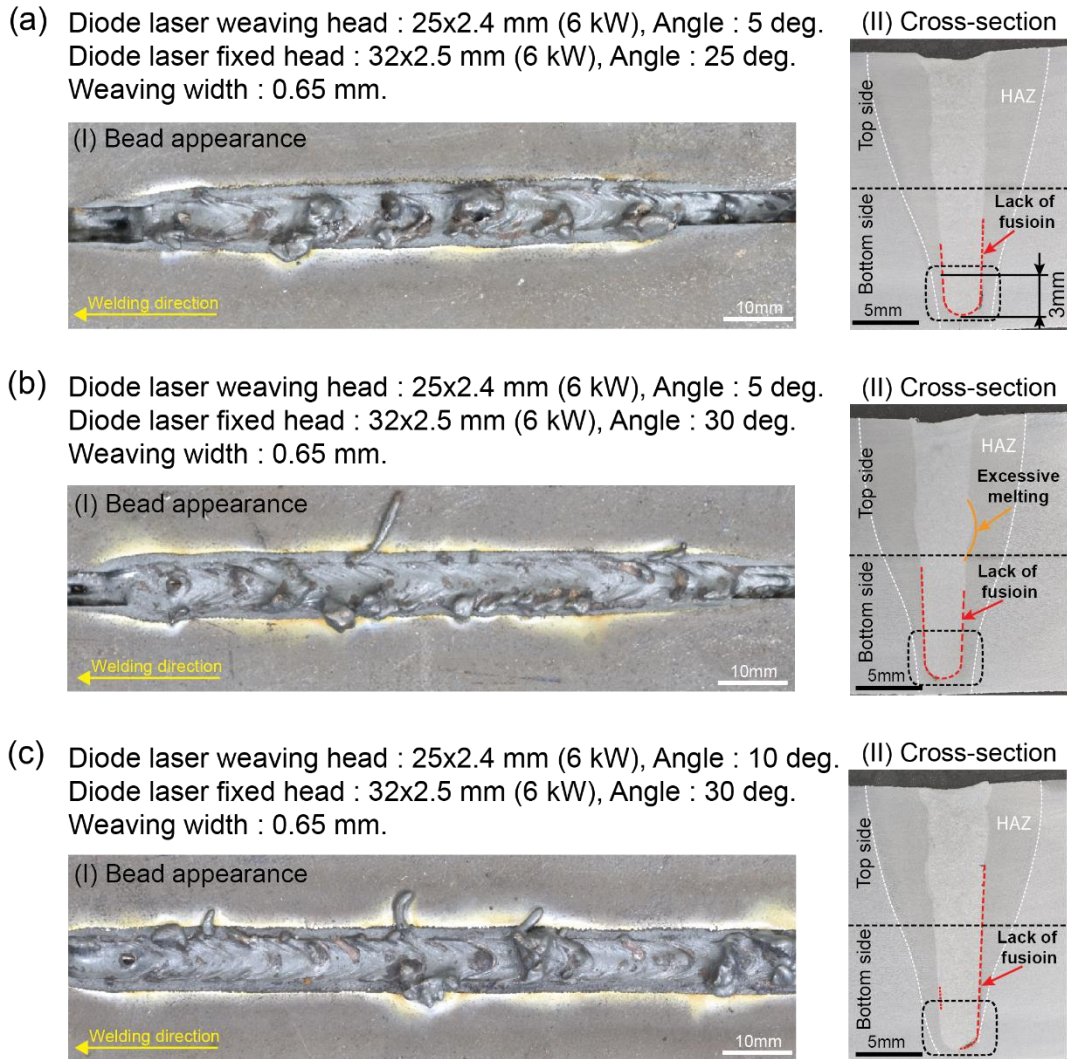 (a) Diode laser weaving head : 25x2.4 mm (6 kW), Angle : 5 deg.
Diode laser fixed head : 32x2.5 mm (6 kW), Angle : 25 deg.
Weaving width : 0.65 mm.
(I) Bead appearance
Welding direction
10mm
(II) Cross-section
Top side
HAZ
Bottom side
Lack of
fusioin
3mm
5mm
(b) Diode laser weaving head : 25x2.4 mm (6 kW), Angle : 5 deg.
Diode laser fixed head : 32x2.5 mm (6 kW), Angle : 30 deg.
Weaving width : 0.65 mm.
(I) Bead appearance
Welding direction
10mm
(II) Cross-section
Top side
HAZ
Excessive
melting
Bottom side
Lack of
fusioin
5mm
(c) Diode laser weaving head : 25x2.4 mm (6 kW), Angle : 10 deg.
Diode laser fixed head : 32x2.5 mm (6 kW), Angle : 30 deg.
Weaving width : 0.65 mm.
(I) Bead appearance
Welding direction
10mm
(II) Cross-section
Top side
HAZ
Bottom side
Lack of
fusioin
5mm